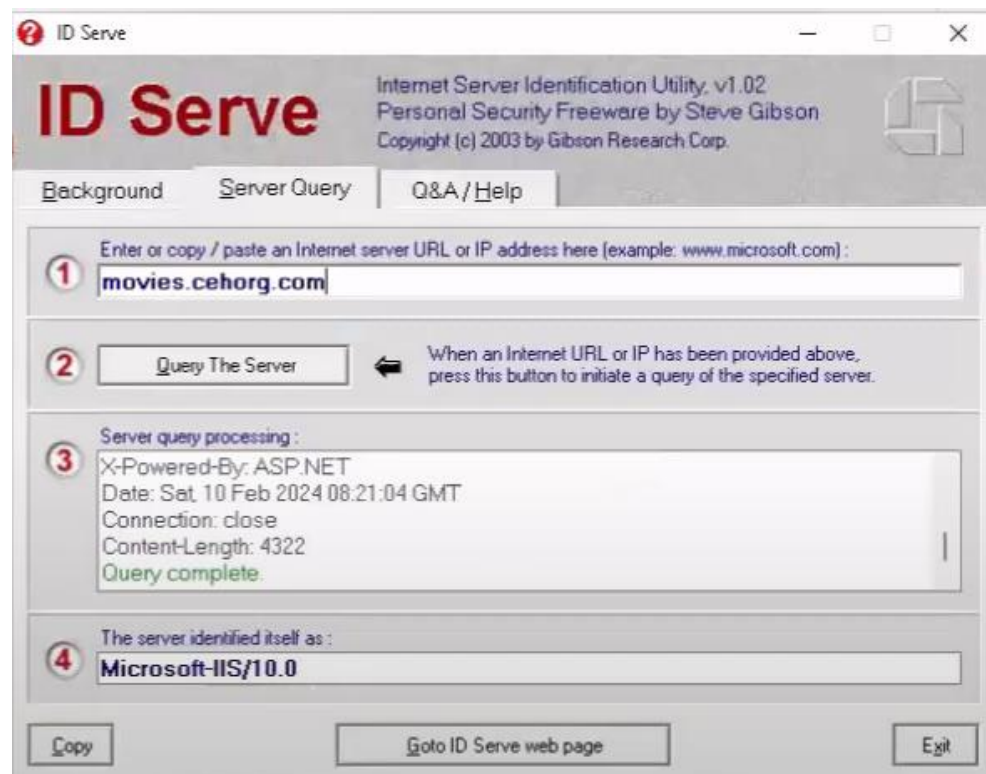 ID Serve
ID Serve
Internet Server Identification Utility, v1.02
Personal Security Freeware by Steve Gibson
Copyright (c) 2003 by Gibson Research Corp.
Background
Server Query
Q&A / Help
1
Enter or copy / paste an Internet server URL or IP address here (example: www.microsoft.com) :
movies.cehorg.com
2
Query The Server
When an Internet URL or IP has been provided above,
press this button to initiate a query of the specified server.
3
Server query processing :
X-Powered-By: ASP.NET
Date: Sat, 10 Feb 2024 08:21:04 GMT
Connection: close
Content-Length: 4322
Query complete.
4
The server identified itself as :
Microsoft-IIS/10.0
Copy
Goto ID Serve web page
Exit